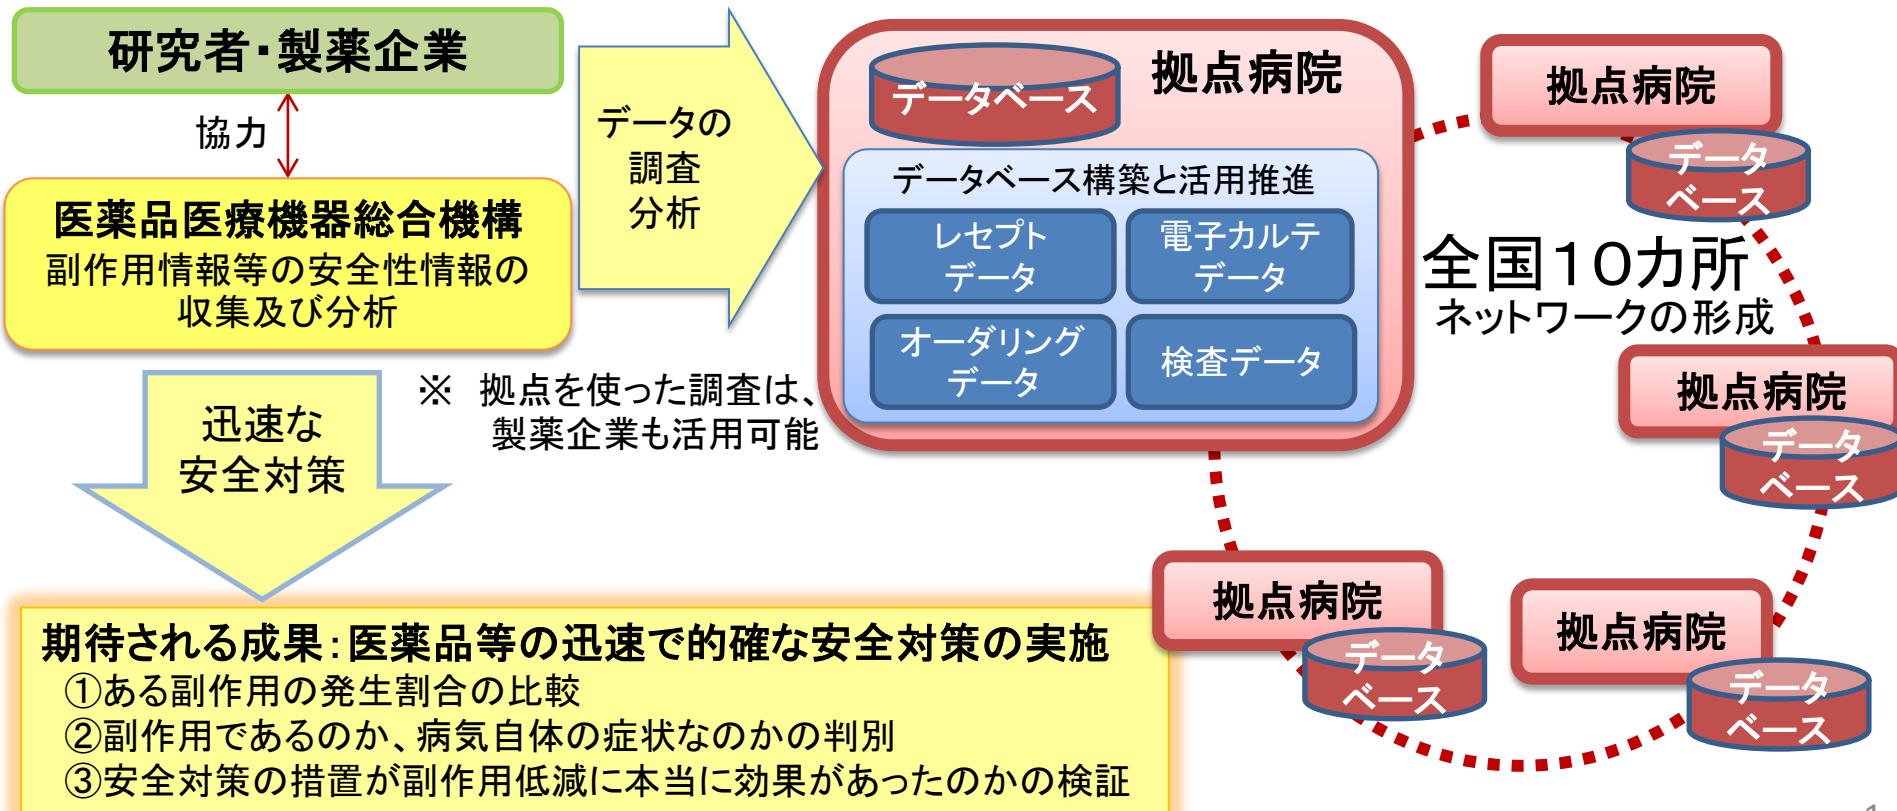 研究者・製薬企業
協力
医薬品医療機器総合機構
副作用情報等の安全性情報の
収集及び分析
データの
調査
分析
拠点病院
データベース
データベース構築と活用推進
レセプト
データ
電子カルテ
データ
オーダリング
データ
検査データ
拠点病院
データ
ベース
全国１０カ所
ネットワークの形成
拠点病院
データ
ベース
拠点病院
データ
ベース
拠点病院
データ
ベース
※　拠点を使った調査は、
製薬企業も活用可能
迅速な
安全対策
期待される成果：医薬品等の迅速で的確な安全対策の実施
①ある副作用の発生割合の比較
②副作用であるのか、病気自体の症状なのかの判別
③安全対策の措置が副作用低減に本当に効果があったのかの検証